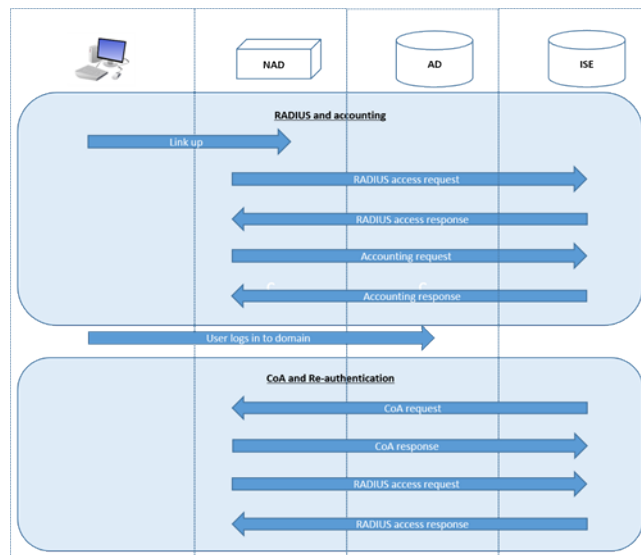 NAD
AD
ISE
RADIUS and accounting
Link up
RADIUS access request
RADIUS access response
Accounting request
Accounting response
User logs in to domain
CoA and Re-authentication
CoA request
CoA response
RADIUS access request
RADIUS access response